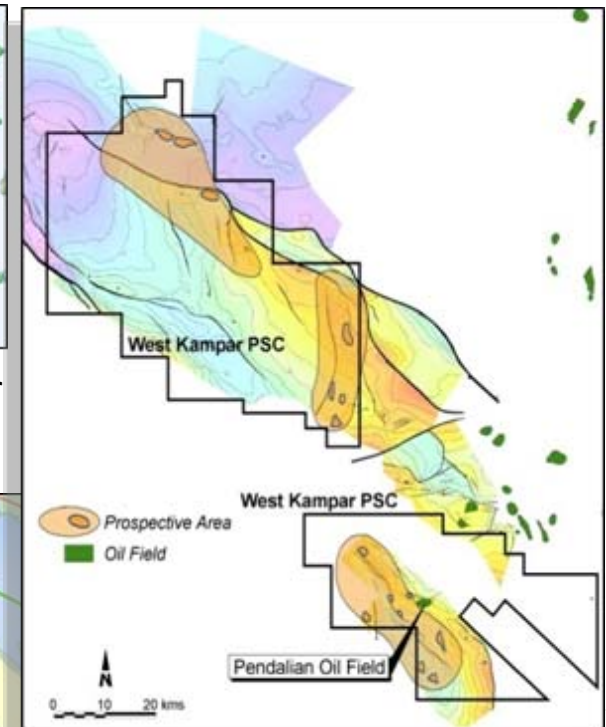 West Kampar PSC
West Kampar PSC
Prospective Area
Oil Field
Pendalian Oil Field
N
0 10 20 kms